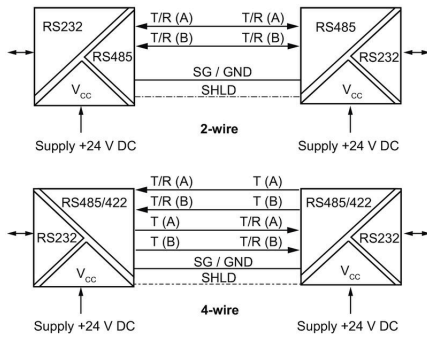 RS232
RS485
V CC
T/R (A) T/R (A)
T/R (B) T/R (B)
SG / GND
SHLD
RS485
RS232
V CC
2-wire
Supply +24 V DC
Supply +24 V DC
RS485/422
RS232
V CC
T/R (A) T (A)
T/R (B) T (B)
T (A) T/R (A)
T (B) T/R (B)
SG / GND
SHLD
RS485/422
RS232
V CC
4-wire
Supply +24 V DC
Supply +24 V DC